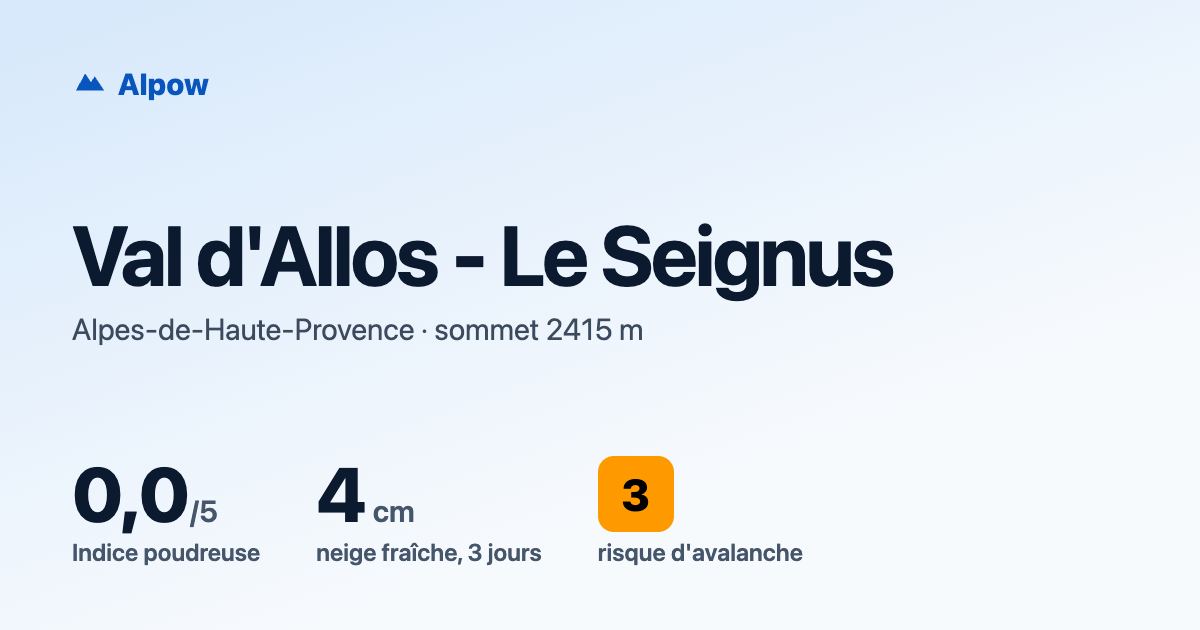 Alpow
Val d'Allos - Le Seignus
Alpes-de-Haute-Provence · sommet 2415 m
0,0/5 4 cm 3
Indice poudreuse neige fraîche, 3 jours risque d'avalanche